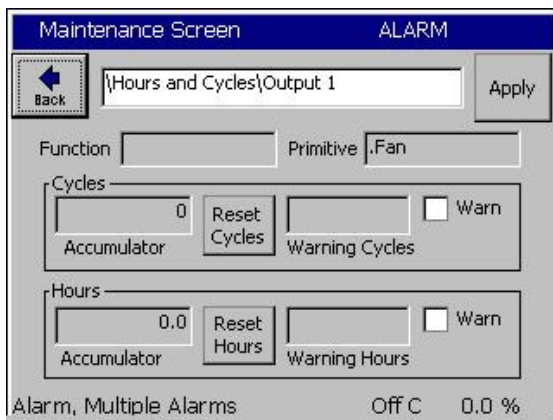 Maintenance Screen ALARM
Back
\Hours and Cycles\Output 1
Apply
Function Primitive .Fan
Cycles
0 Reset Cycles Warn
Accumulator Warning Cycles
Hours
0.0 Reset Hours Warn
Accumulator Warning Hours
Alarm, Multiple Alarms Off C 0.0 %